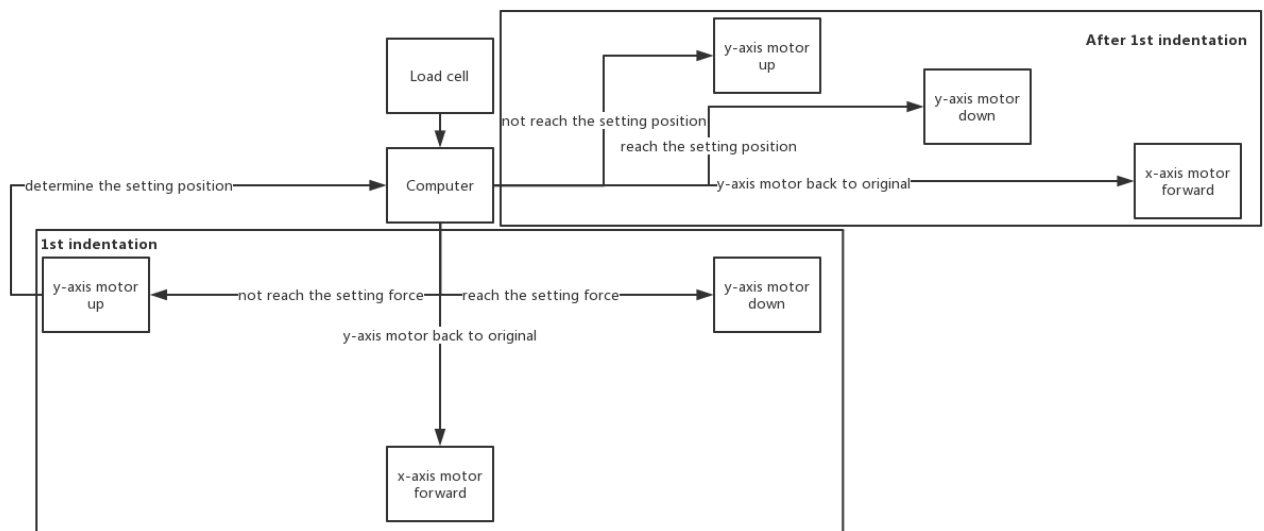 y-axis motor
up
After 1st indentation
Load cell
y-axis motor
down
not reach the setting position
reach the setting position
determine the setting position
Computer
y-axis motor back to original
x-axis motor
forward
1st indentation
y-axis motor
up
not reach the setting force
reach the setting force
y-axis motor
down
y-axis motor back to original
x-axis motor
forward